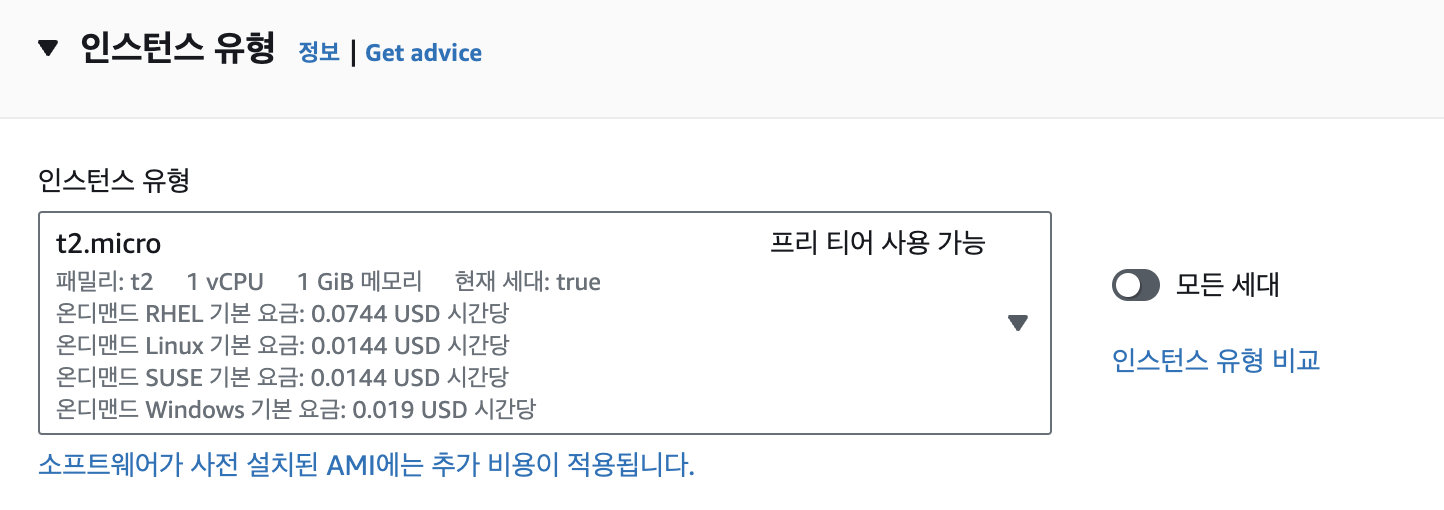 인스턴스 유형 정보 | Get advice
인스턴스 유형
t2.micro 프리 티어 사용 가능
패밀리: t2 1 vCPU 1 GiB 메모리 현재 세대: true
온디맨드 RHEL 기본 요금: 0.0744 USD 시간당
온디맨드 Linux 기본 요금: 0.0144 USD 시간당
온디맨드 SUSE 기본 요금: 0.0144 USD 시간당
온디맨드 Windows 기본 요금: 0.019 USD 시간당
모든 세대
인스턴스 유형 비교
소프트웨어가 사전 설치된 AMI에는 추가 비용이 적용됩니다.